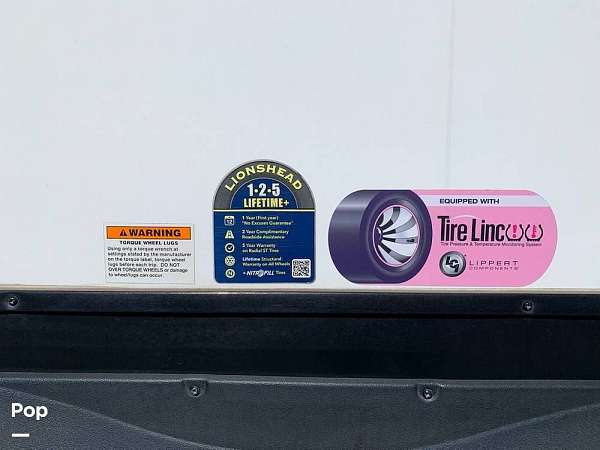 WARNING
TORQUE WHEEL LUGS
Using only a torque wrench at
settings stated by the manufacturer
on the torque label, torque wheel
lugs before each trip. DO NOT
OVER TORQUE WHEELS or damage
to wheel/lugs can occur.
LIONSHEAD
1·2·5
LIFETIME+
1 Year (First year)
"No Excuses Guarantee"
2 Year Complimentary
Roadside Assistance
5 Year Warranty
on Radial ST Tires
Lifetime Structural
Warranty on All Wheels
+NITROFILL Tires
EQUIPPED WITH
Tire Linc
Tire Pressure & Temperature Monitoring System
LCI LIPPERT
COMPONENTS
Pop